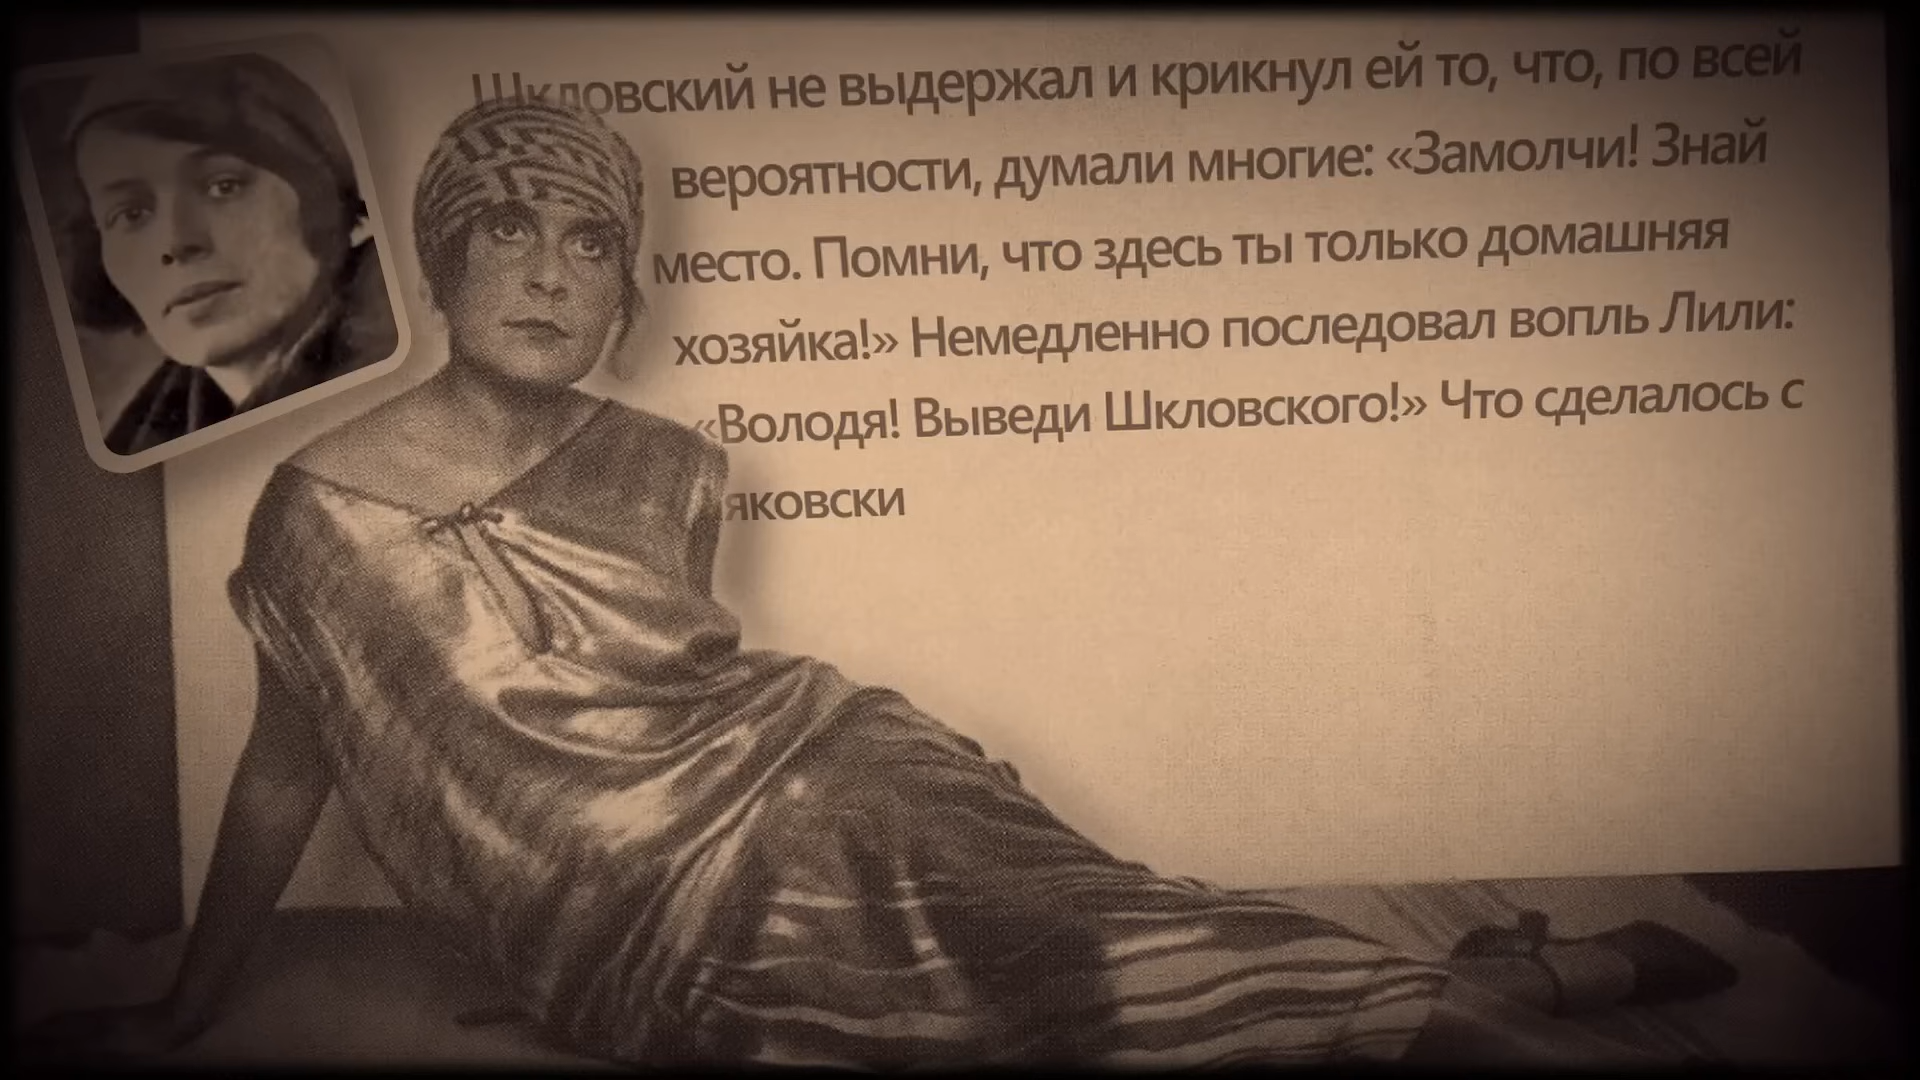 Шкловский не выдержал и крикнул ей то, что, по всей
вероятности, думали многие: «Замолчи! Знай
место. Помни, что здесь ты только домашняя
хозяйка!» Немедленно последовал вопль Лили:
«Володя! Выведи Шкловского!» Что сделалось с
яковски